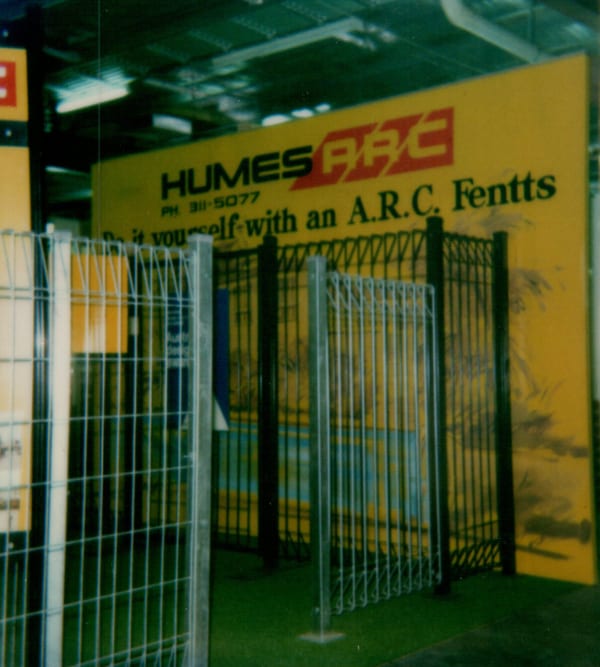 HUMES ARC
PH. 311-5077
Do it yourself with an A.R.C. Fentts